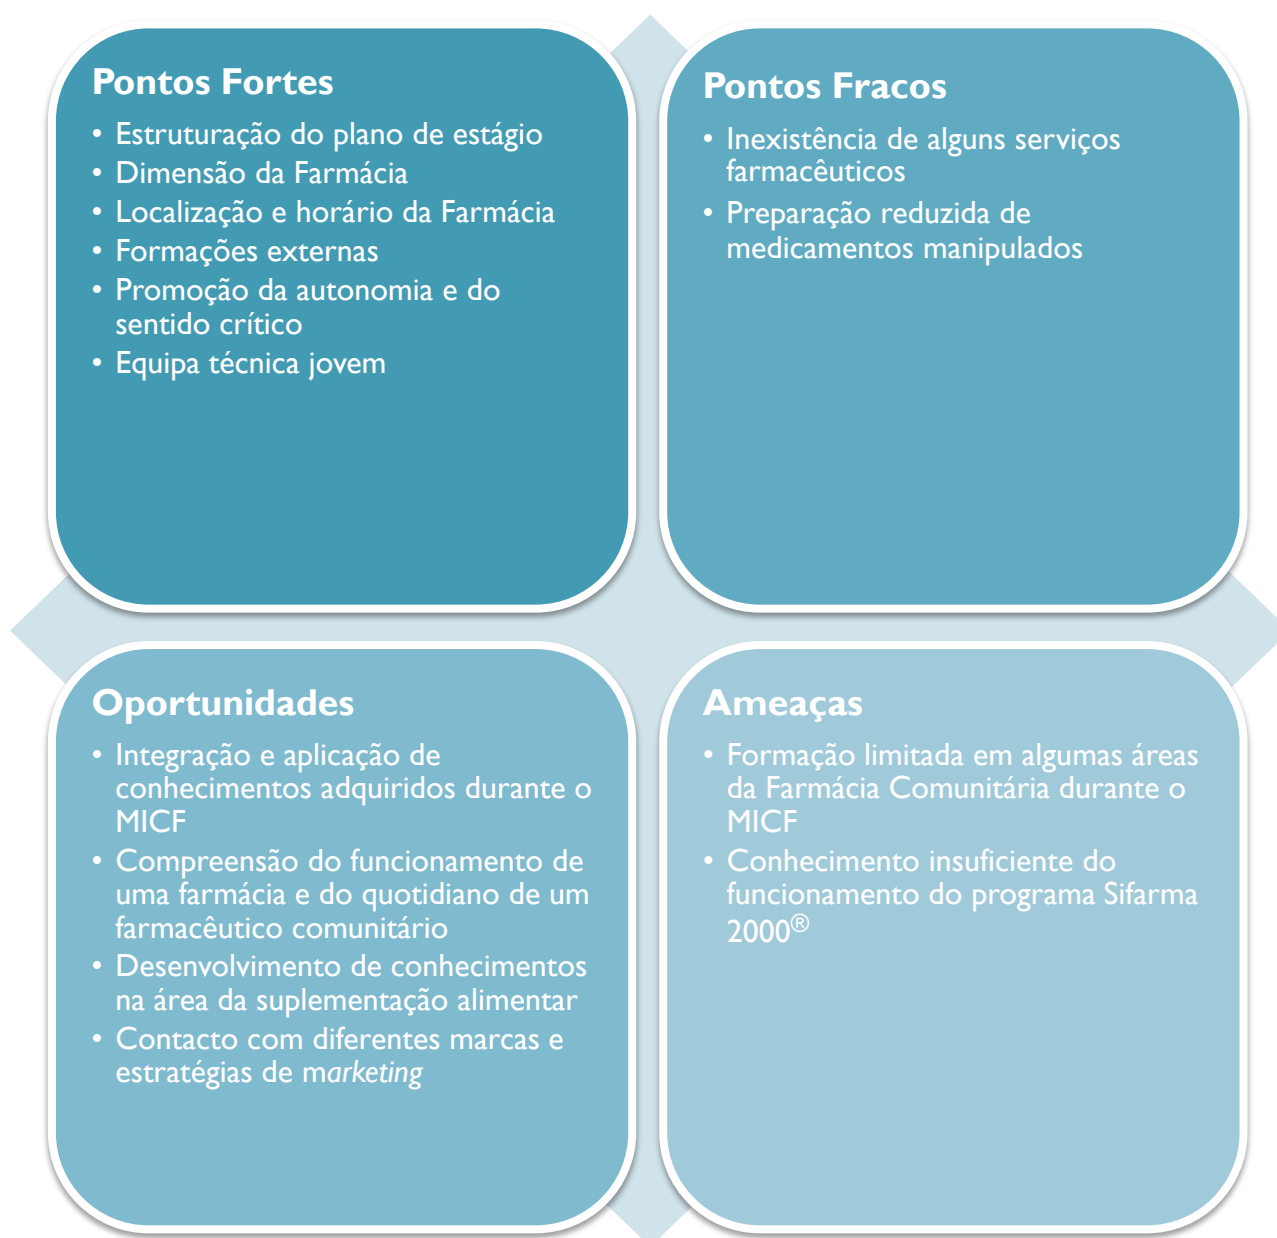 Pontos Fortes
• Estruturação do plano de estágio
• Dimensão da Farmácia
• Localização e horário da Farmácia
• Formações externas
• Promoção da autonomia e do
sentido crítico
• Equipa técnica jovem
Pontos Fracos
• Inexistência de alguns serviços
farmacêuticos
• Preparação reduzida de
medicamentos manipulados
Oportunidades
• Integração e aplicação de
conhecimentos adquiridos durante o
MICF
• Compreensão do funcionamento de
uma farmácia e do quotidiano de um
farmacêutico comunitário
• Desenvolvimento de conhecimentos
na área da suplementação alimentar
• Contacto com diferentes marcas e
estratégias de marketing
Ameaças
• Formação limitada em algumas áreas
da Farmácia Comunitária durante o
MICF
• Conhecimento insuficiente do
funcionamento do programa Sifarma
2000®